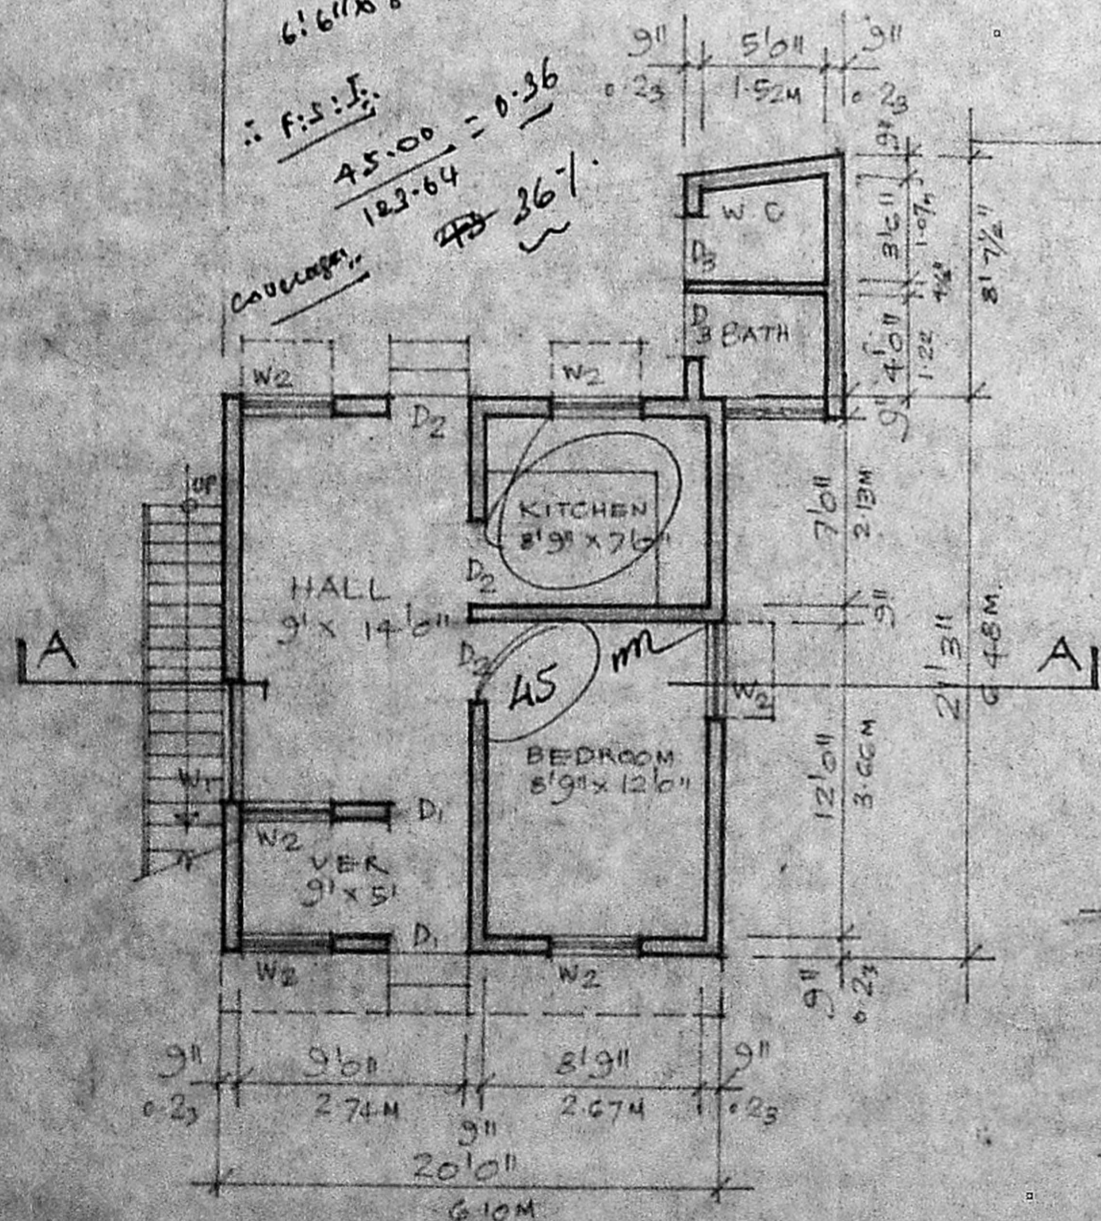 ∴ F:S:I:.
45.00 = 0.36
123.64
36%.
coverage:.
9" 5'0" 9"
0.23 1.52M 0.23
9"
W.C
3'6"
1.07M
D3
4½"
8' 7½"
D3 BATH
4'0"
1.22
9"
W2 W2
D2
UP
KITCHEN
8'9" x 7'6"
7'0"
2.13M
D2
HALL
9' x 14'6"
9"
A A
D2
45 m
W2
21'3"
6.48M.
BEDROOM
8'9" x 12'0"
12'0"
3.66M
W1
D1
W2
VER
9' x 5'
D1
W2 W2
9"
0.23
9" 9'0" 8'9" 9"
0.23 2.74M 2.67M 0.23
9"
20'0"
6.10M